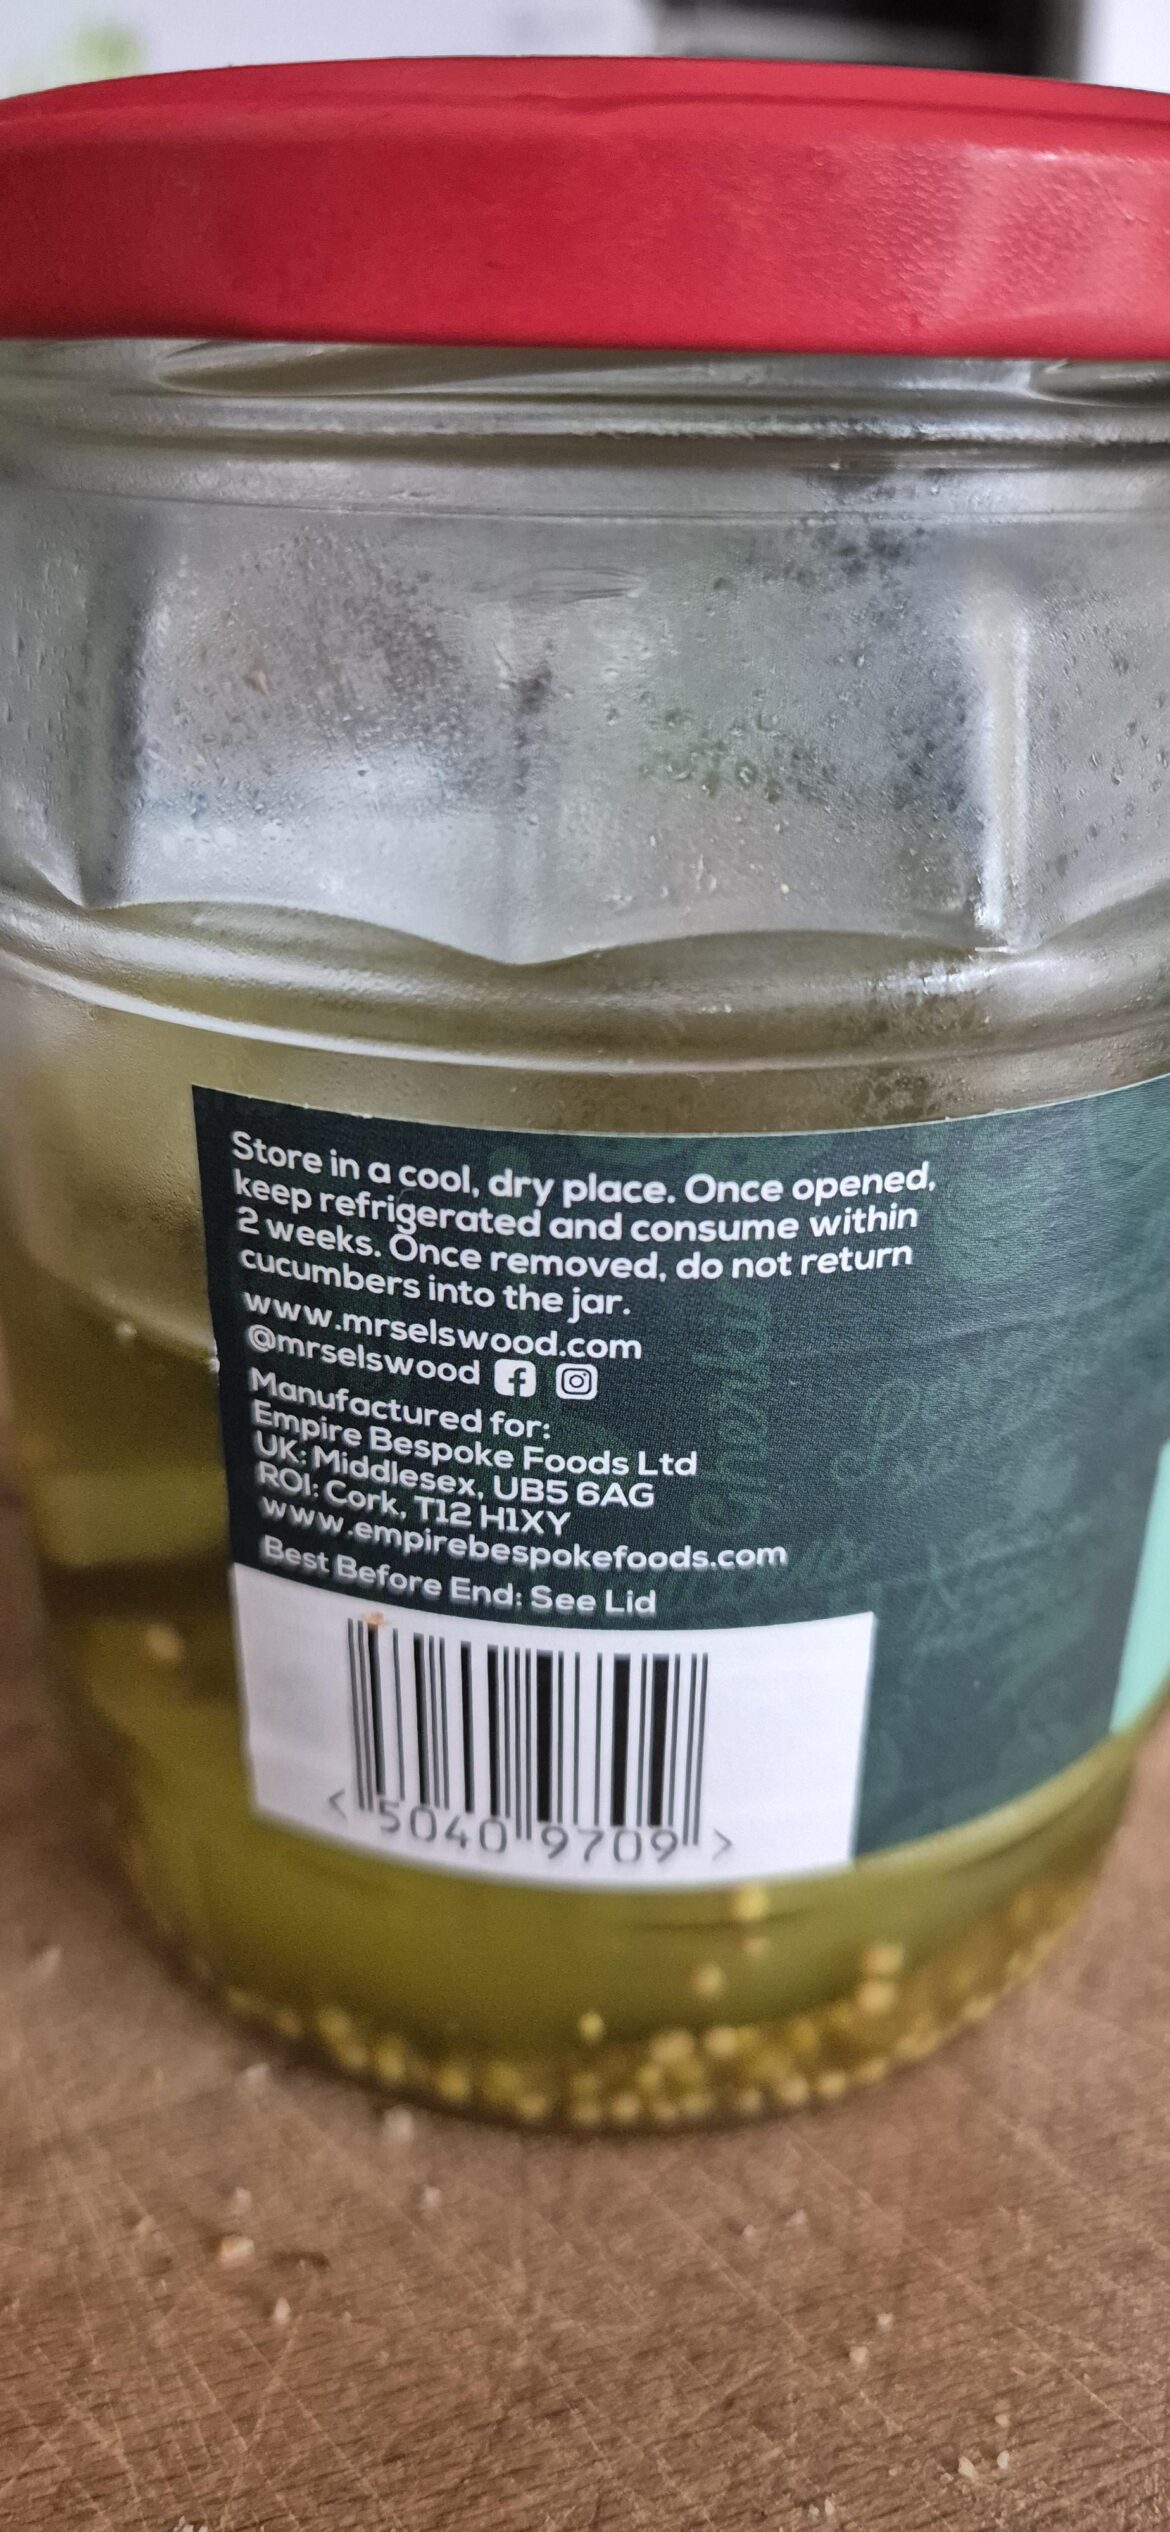 Store in a cool, dry place. Once opened,
keep refrigerated and consume within
2 weeks. Once removed, do not return
cucumbers into the jar.
www.mrselswood.com
@mrselswood
Manufactured for:
Empire Bespoke Foods Ltd
UK: Middlesex, UB5 6AG
ROI: Cork, T12 H1XY
www.empirebespokefoods.com
Best Before End: See Lid
< 5040 9709 >